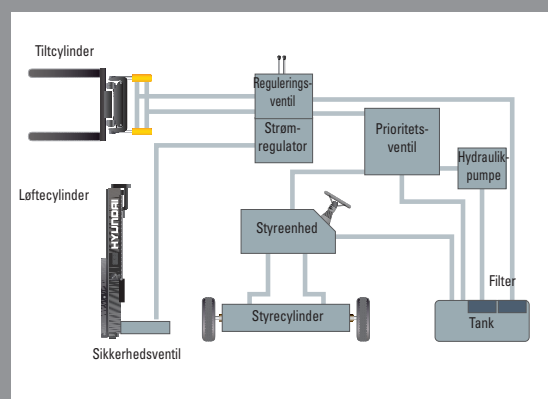 Tiltcylinder
Regulerings-
ventil
Strøm-
regulator
Prioritets-
ventil
Hydraulik-
pumpe
Løftecylinder
HYUNDAI
Styreenhed
Filter
Styrecylinder
Tank
Sikkerhedsventil